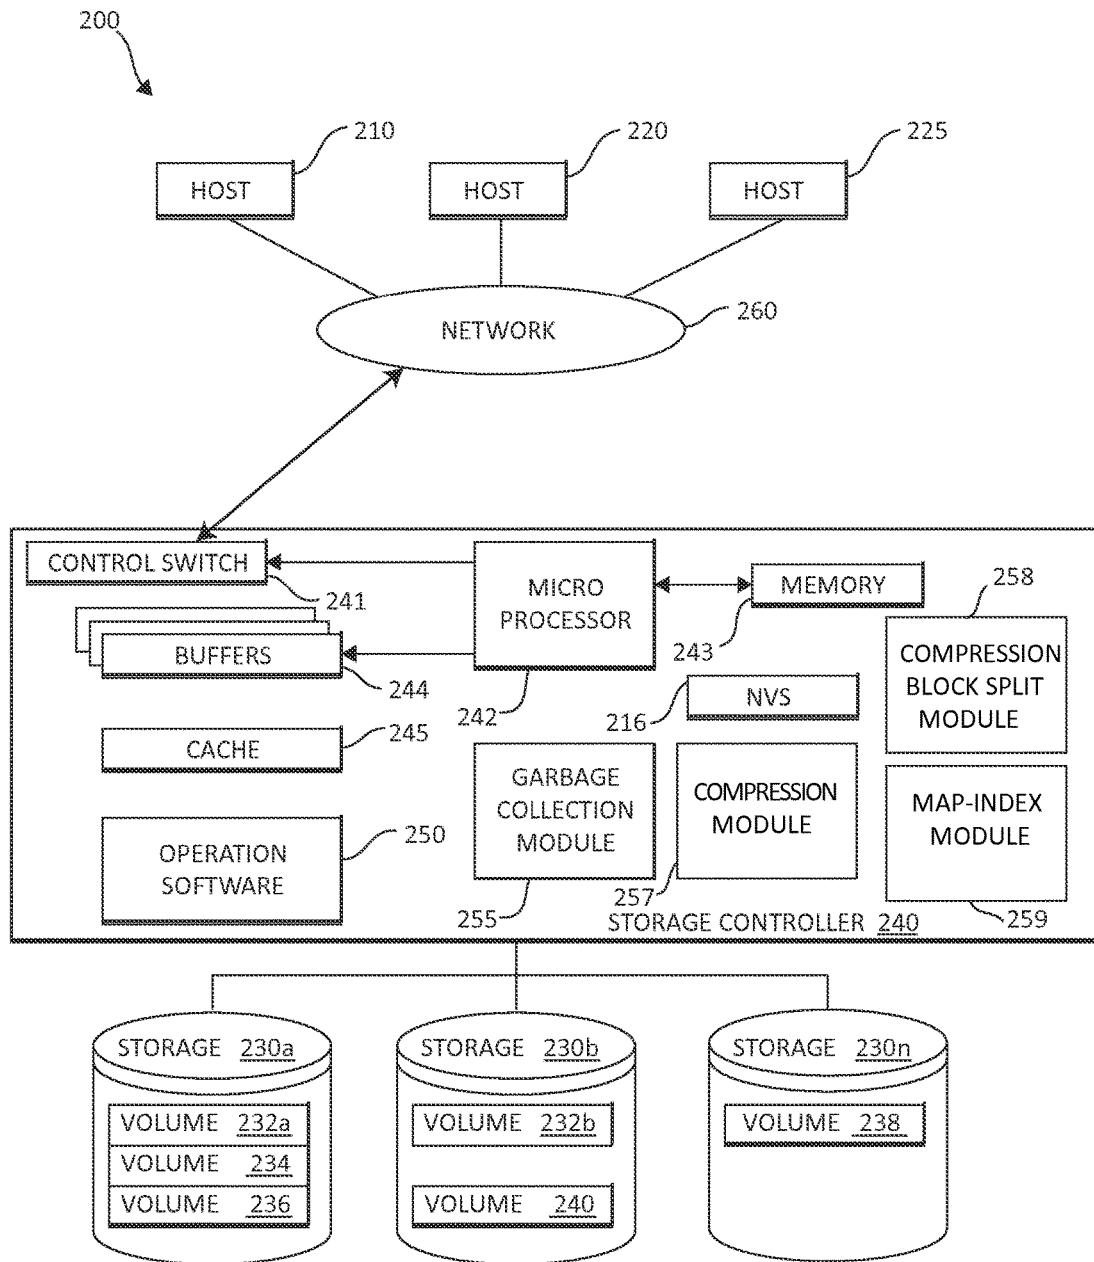 200
210
220
225
HOST
HOST
HOST
NETWORK
260
CONTROL SWITCH
241
MICRO
PROCESSOR
242
MEMORY
243
258
BUFFERS
244
NVS
216
COMPRESSION
BLOCK SPLIT
MODULE
CACHE
245
GARBAGE
COLLECTION
MODULE
255
COMPRESSION
MODULE
257
MAP-INDEX
MODULE
259
OPERATION
SOFTWARE
250
STORAGE CONTROLLER 240
STORAGE 230a
STORAGE 230b
STORAGE 230n
VOLUME 232a
VOLUME 234
VOLUME 236
VOLUME 232b
VOLUME 240
VOLUME 238